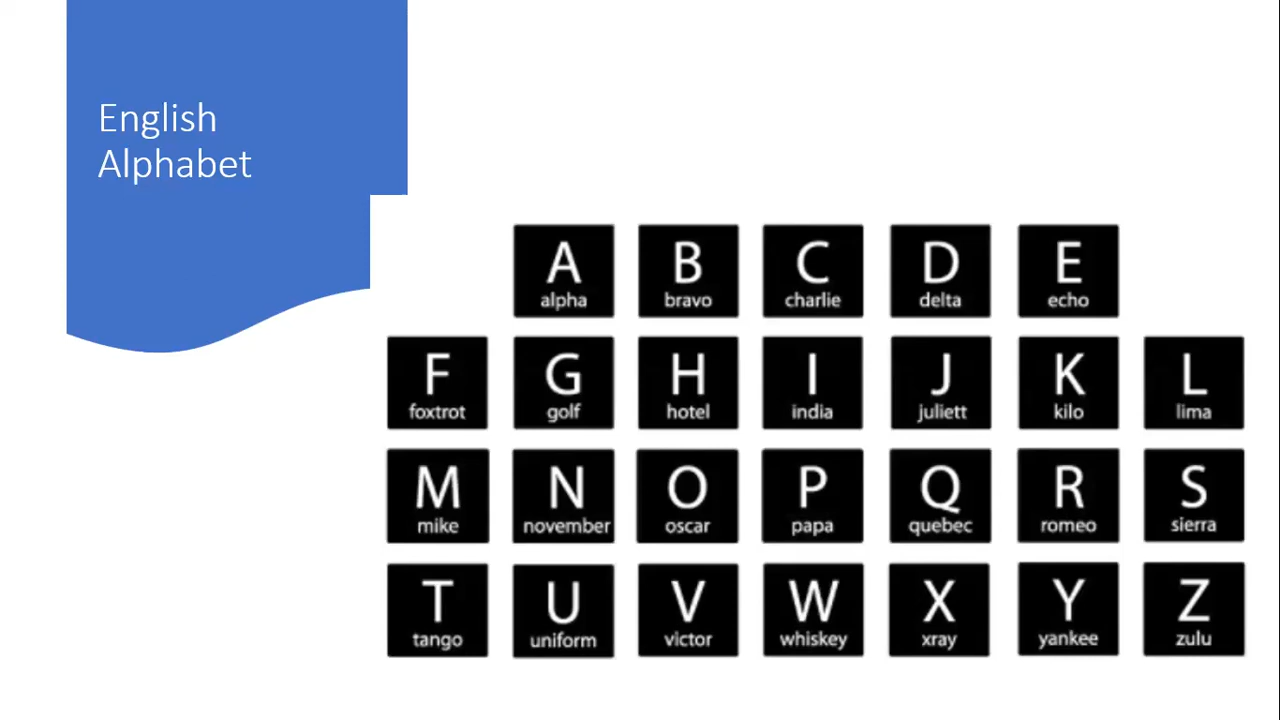 English
Alphabet
A B C D E
alpha bravo charlie delta echo
F G H I J K L
foxtrot golf hotel india juliett kilo lima
M N O P Q R S
mike november oscar papa quebec romeo sierra
T U V W X Y Z
tango uniform victor whiskey xray yankee zulu